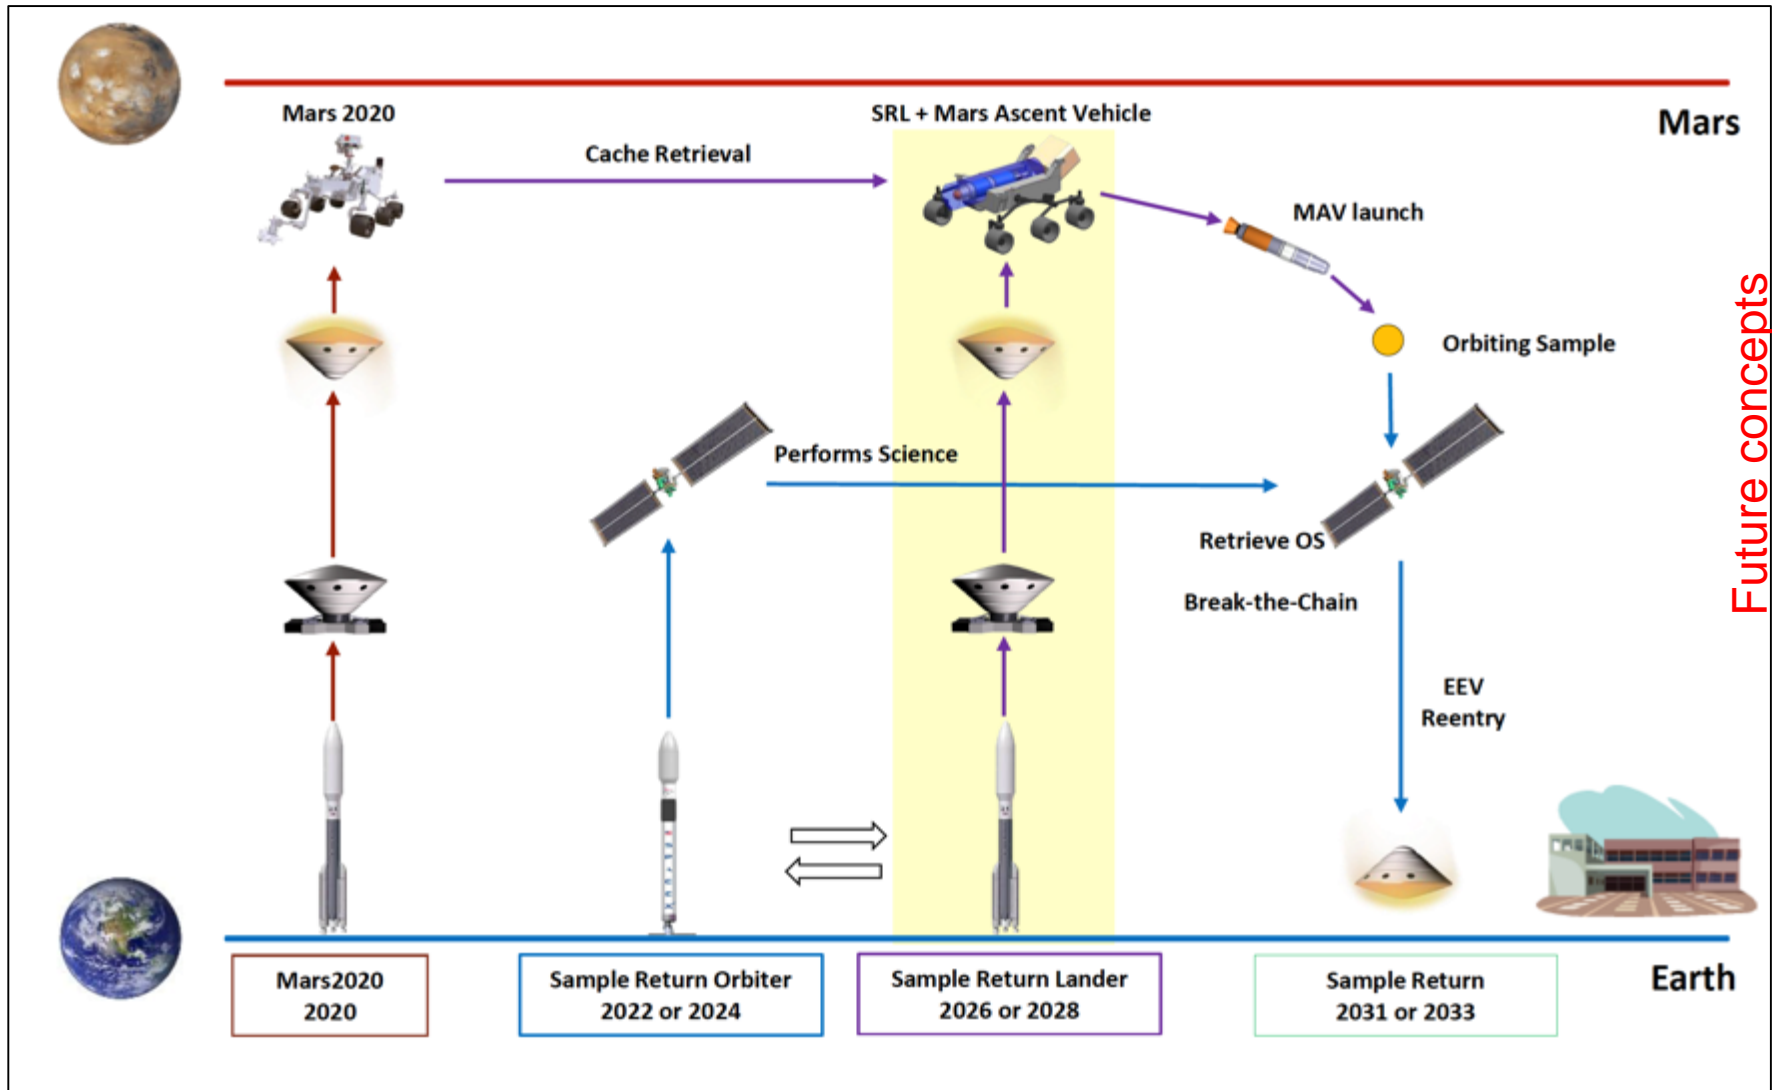 Mars 2020
SRL + Mars Ascent Vehicle
Mars
Cache Retrieval
MAV launch
Orbiting Sample
Future concepts
Performs Science
Retrieve OS
Break-the-Chain
EEV
Reentry
Mars2020
2020
Sample Return Orbiter
2022 or 2024
Sample Return Lander
2026 or 2028
Sample Return
2031 or 2033
Earth